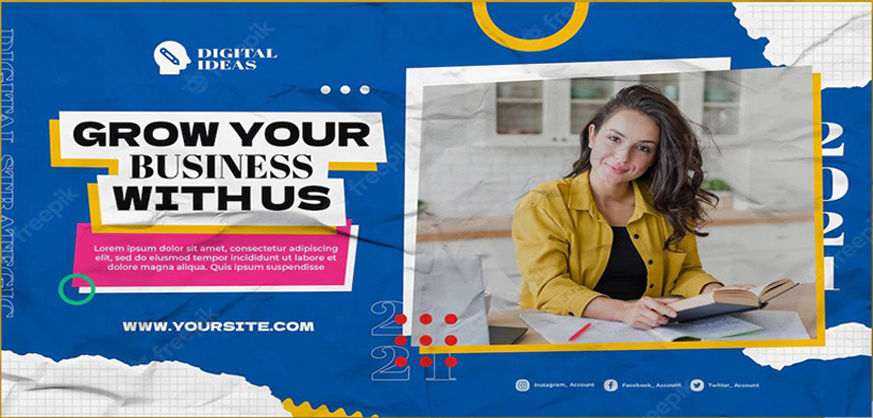 DIGITAL
IDEAS
DIGITAL STRATEGIC
GROW YOUR
BUSINESS
WITH US
Lorem ipsum dolor sit amet, consectetur adipiscing
elit, sed do eiusmod tempor incididunt ut labore et
dolore magna aliqua. Quis ipsum suspendisse
WWW.YOURSITE.COM
2021
2021
Instagram_Account
Facebook_Account
Twitter_Account
freepik